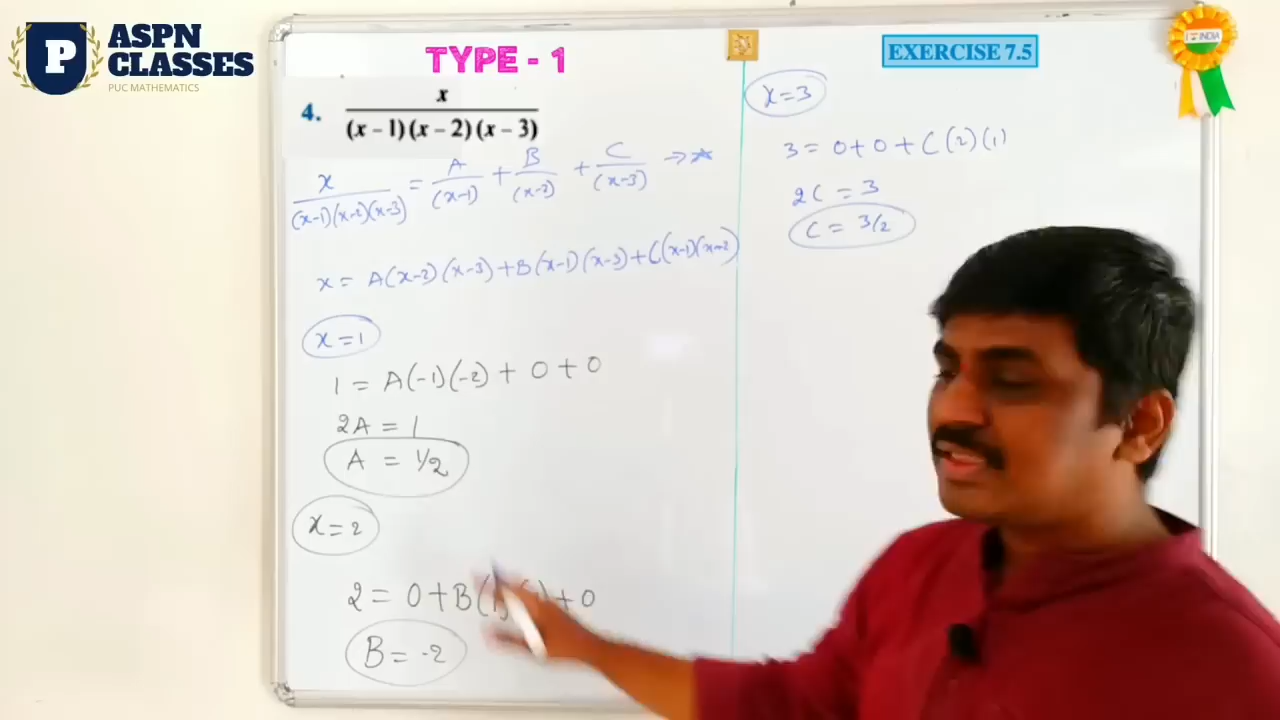 ASPN
CLASSES
PUC MATHEMATICS
P
TYPE - 1
EXERCISE 7.5
INDIA
4. x / (x – 1) (x – 2) (x – 3)
x / (x-1)(x-2)(x-3) = A / (x-1) + B / (x-2) + C / (x-3) →★
x = A(x-2)(x-3)+B(x-1)(x-3)+C(x-1)(x-2)
x=1
1 = A(-1)(-2) + 0 + 0
2A = 1
A = 1/2
x=2
2 = 0+B(1) +0
B = -2
x=3
3 = 0+0+C(2)(1)
2C = 3
C = 3/2